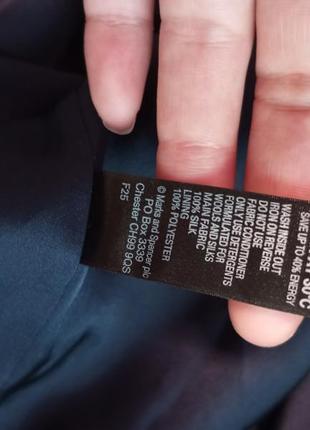 SAVE UP TO 40% ENERGY
WASH INSIDE OUT
IRON ON REVERSE
DO NOT USE
FABRIC CONDITIONER
ONLY USE DETERGENTS
FORMULATED FOR
WOOLS AND SILKS
MAIN FABRIC
100% SILK
LINING
100% POLYESTER
© Marks and Spencer plc
PO Box 3339
Chester CH99 9QS
F25